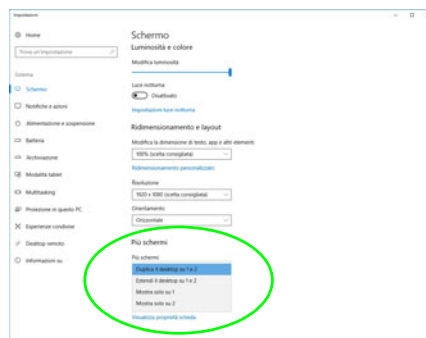 Impostazioni
Home
Trova un'impostazione
Sistema
Schermo
Notifiche e azioni
Alimentazione e sospensione
Batteria
Archiviazione
Modalità tablet
Multitasking
Proiezione in questo PC
Esperienze condivise
Desktop remoto
Informazioni su
Schermo
Luminosità e colore
Modifica luminosità
Luce notturna
Disattivato
Impostazioni luce notturna
Ridimensionamento e layout
Modifica la dimensione di testo, app e altri elementi
100% (scelta consigliata)
Ridimensionamento personalizzato
Risoluzione
1920 x 1080 (scelta consigliata)
Orientamento
Orizzontale
Più schermi
Più schermi
Duplica il desktop su 1 e 2
Estendi il desktop su 1 e 2
Mostra solo su 1
Mostra solo su 2
Visualizza proprietà scheda